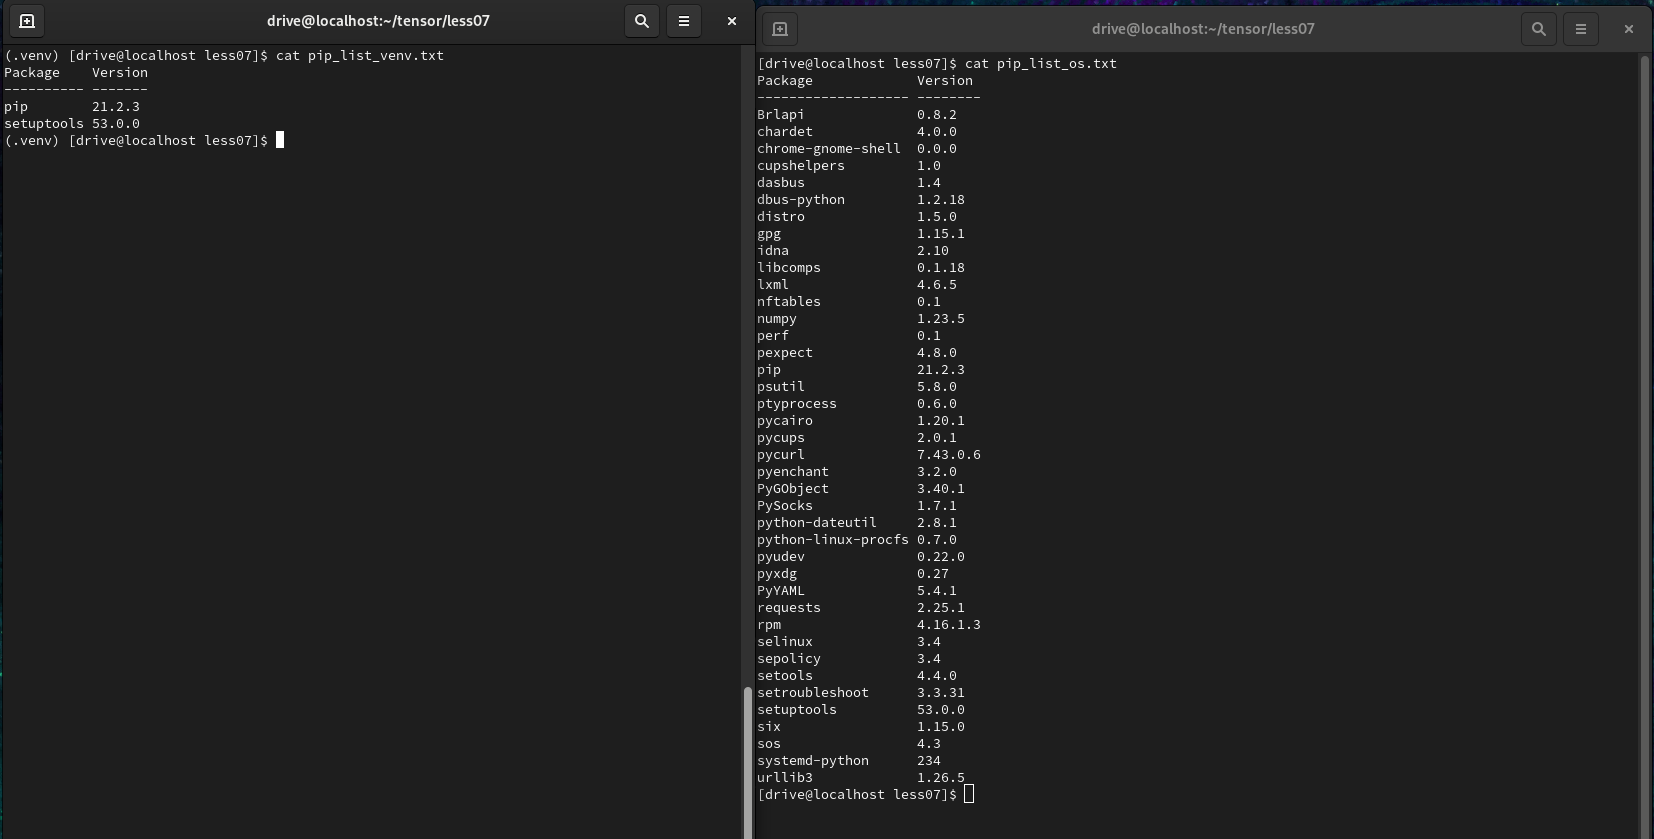 drive@localhost:~/tensor/less07
(.venv) [drive@localhost less07]$ cat pip_list_venv.txt
Package    Version
---------- -------
pip        21.2.3
setuptools 53.0.0
(.venv) [drive@localhost less07]$
drive@localhost:~/tensor/less07
[drive@localhost less07]$ cat pip_list_os.txt
Package             Version
------------------- --------
Brlapi              0.8.2
chardet             4.0.0
chrome-gnome-shell  0.0.0
cupshelpers         1.0
dasbus              1.4
dbus-python         1.2.18
distro              1.5.0
gpg                 1.15.1
idna                2.10
libcomps            0.1.18
lxml                4.6.5
nftables            0.1
numpy               1.23.5
perf                0.1
pexpect             4.8.0
pip                 21.2.3
psutil              5.8.0
ptyprocess          0.6.0
pycairo             1.20.1
pycups              2.0.1
pycurl              7.43.0.6
pyenchant           3.2.0
PyGObject           3.40.1
PySocks             1.7.1
python-dateutil     2.8.1
python-linux-procfs 0.7.0
pyudev              0.22.0
pyxdg               0.27
PyYAML              5.4.1
requests            2.25.1
rpm                 4.16.1.3
selinux             3.4
sepolicy            3.4
setools             4.4.0
setroubleshoot      3.3.31
setuptools          53.0.0
six                 1.15.0
sos                 4.3
systemd-python      234
urllib3             1.26.5
[drive@localhost less07]$